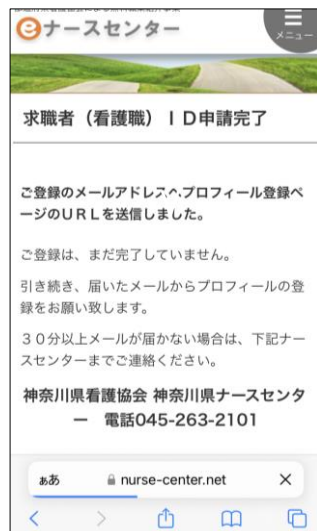 eナースセンター
メニュー
求職者（看護職）ＩＤ申請完了
ご登録のメールアドレスへプロフィール登録ペ
ージのＵＲＬを送信しました。
ご登録は、まだ完了していません。
引き続き、届いたメールからプロフィールの登
録をお願い致します。
３０分以上メールが届かない場合は、下記ナー
スセンターまでご連絡ください。
神奈川県看護協会 神奈川県ナースセンタ
ー　電話045-263-2101
ぁあ nurse-center.net